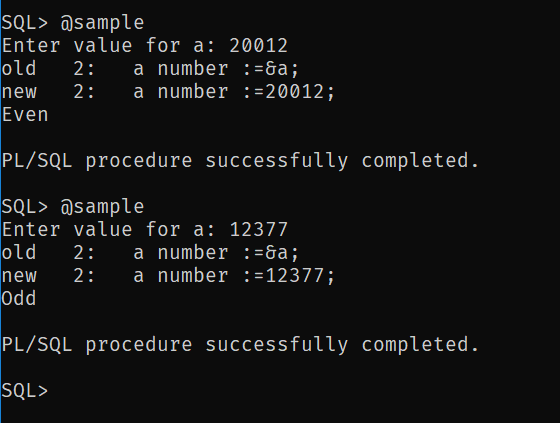 SQL> @sample
Enter value for a: 20012
old   2:   a number :=&a;
new   2:   a number :=20012;
Even
PL/SQL procedure successfully completed.
SQL> @sample
Enter value for a: 12377
old   2:   a number :=&a;
new   2:   a number :=12377;
Odd
PL/SQL procedure successfully completed.
SQL>